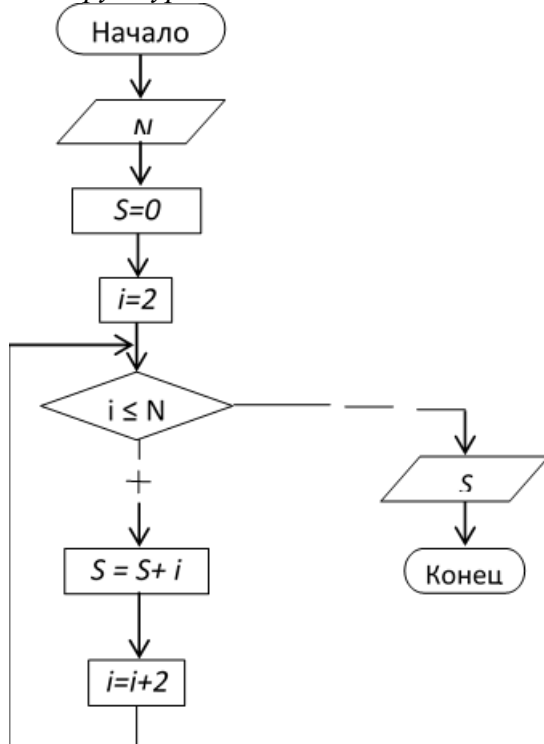 Начало
N
S=0
i=2
i ≤ N
+
—
S
S = S+ i
Конец
i=i+2